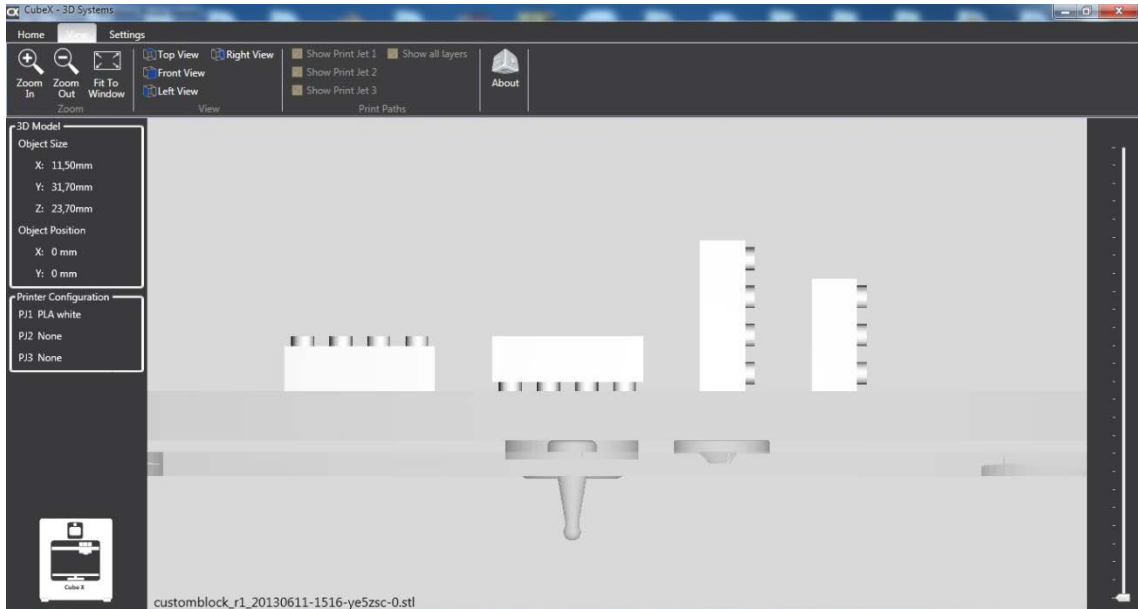 CubeX - 3D Systems
Home View Settings
Zoom In
Zoom Out
Fit To Window
Zoom
Top View Right View
Front View
Left View
View
Show Print Jet 1 Show all layers
Show Print Jet 2
Show Print Jet 3
Print Paths
About
3D Model
Object Size
X: 11,50mm
Y: 31,70mm
Z: 23,70mm
Object Position
X: 0 mm
Y: 0 mm
Printer Configuration
PJ1 PLA white
PJ2 None
PJ3 None
Cube X
customblock_r1_20130611-1516-ye5zsc-0.stl